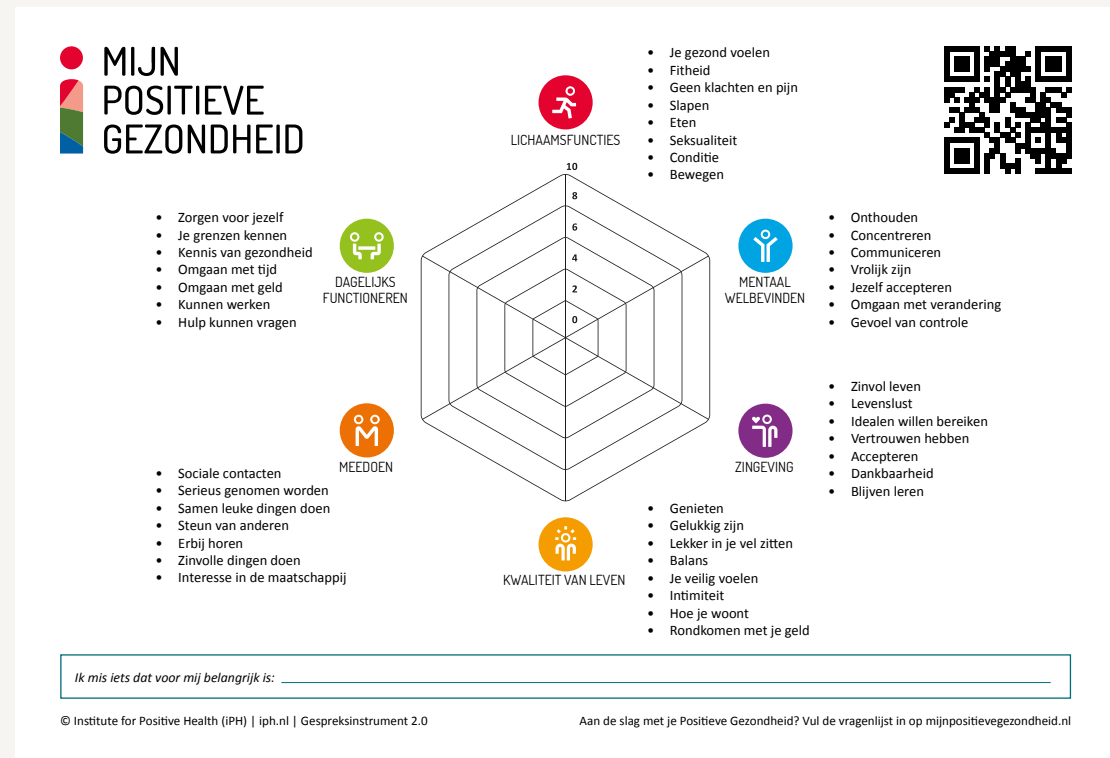 MIJN
POSITIEVE
GEZONDHEID
LICHAAMSFUNCTIES
• Je gezond voelen
• Fitheid
• Geen klachten en pijn
• Slapen
• Eten
• Seksualiteit
• Conditie
• Bewegen
10
8
6
4
2
0
• Zorgen voor jezelf
• Je grenzen kennen
• Kennis van gezondheid
• Omgaan met tijd
• Omgaan met geld
• Kunnen werken
• Hulp kunnen vragen
DAGELIJKS
FUNCTIONEREN
MENTAAL
WELBEVINDEN
• Onthouden
• Concentreren
• Communiceren
• Vrolijk zijn
• Jezelf accepteren
• Omgaan met verandering
• Gevoel van controle
MEEDOEN
• Sociale contacten
• Serieus genomen worden
• Samen leuke dingen doen
• Steun van anderen
• Erbij horen
• Zinvolle dingen doen
• Interesse in de maatschappij
ZINGEVING
• Zinvol leven
• Levenslust
• Idealen willen bereiken
• Vertrouwen hebben
• Accepteren
• Dankbaarheid
• Blijven leren
KWALITEIT VAN LEVEN
• Genieten
• Gelukkig zijn
• Lekker in je vel zitten
• Balans
• Je veilig voelen
• Intimiteit
• Hoe je woont
• Rondkomen met je geld
Ik mis iets dat voor mij belangrijk is:
© Institute for Positive Health (iPH) | iph.nl | Gespreksinstrument 2.0
Aan de slag met je Positieve Gezondheid? Vul de vragenlijst in op mijnpositievegezondheid.nl